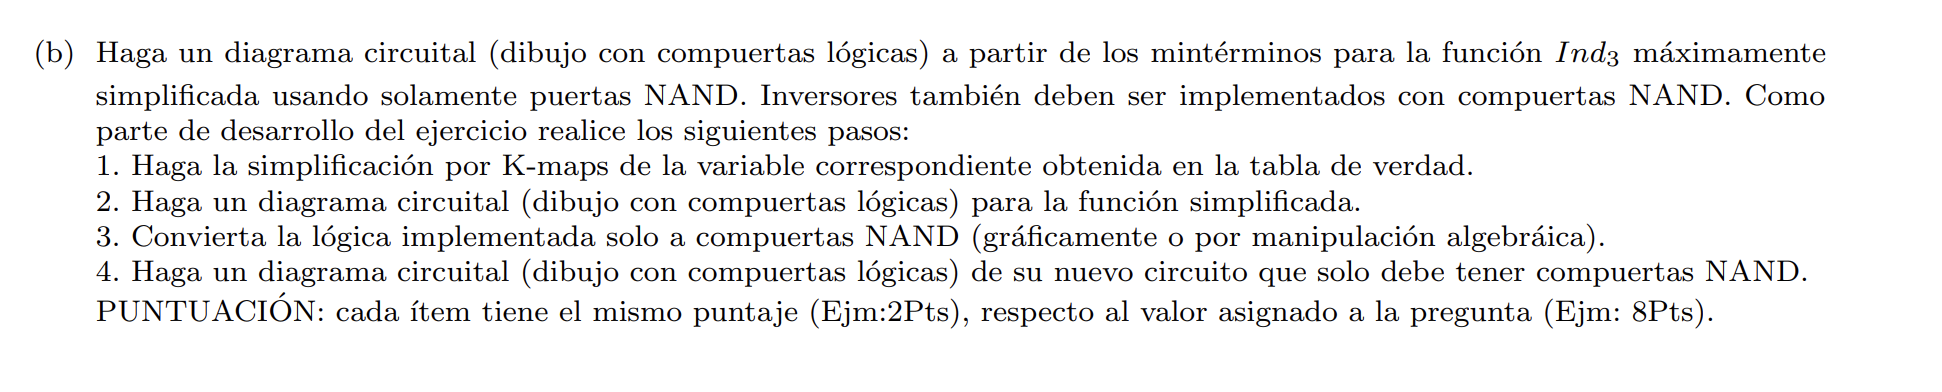 (b) Haga un diagrama circuital (dibujo con compuertas lógicas) a partir de los mintérminos para la función Ind₃ máximamente
simplificada usando solamente puertas NAND. Inversores también deben ser implementados con compuertas NAND. Como
parte de desarrollo del ejercicio realice los siguientes pasos:
1. Haga la simplificación por K-maps de la variable correspondiente obtenida en la tabla de verdad.
2. Haga un diagrama circuital (dibujo con compuertas lógicas) para la función simplificada.
3. Convierta la lógica implementada solo a compuertas NAND (gráficamente o por manipulación algebráica).
4. Haga un diagrama circuital (dibujo con compuertas lógicas) de su nuevo circuito que solo debe tener compuertas NAND.
PUNTUACIÓN: cada ítem tiene el mismo puntaje (Ejm:2Pts), respecto al valor asignado a la pregunta (Ejm: 8Pts).